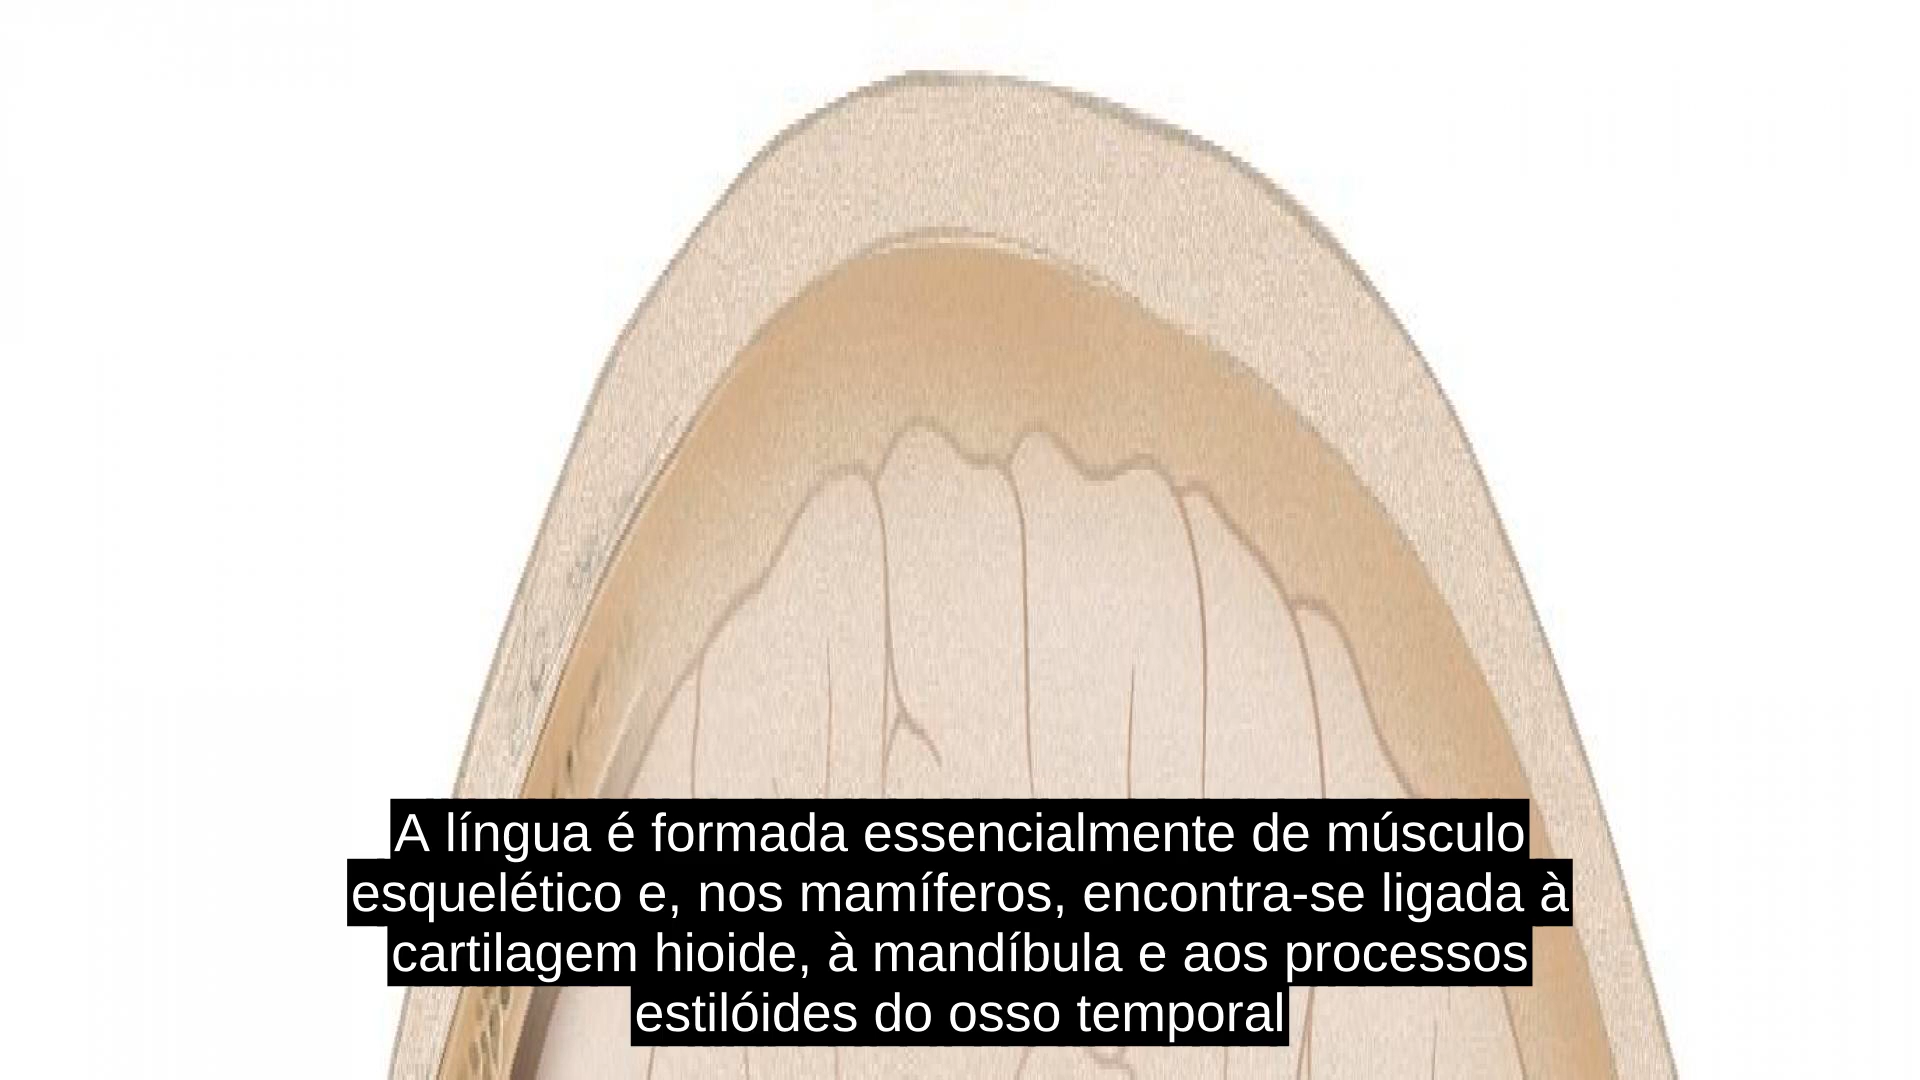 A língua é formada essencialmente de músculo
esquelético e, nos mamíferos, encontra-se ligada à
cartilagem hioide, à mandíbula e aos processos
estilóides do osso temporal